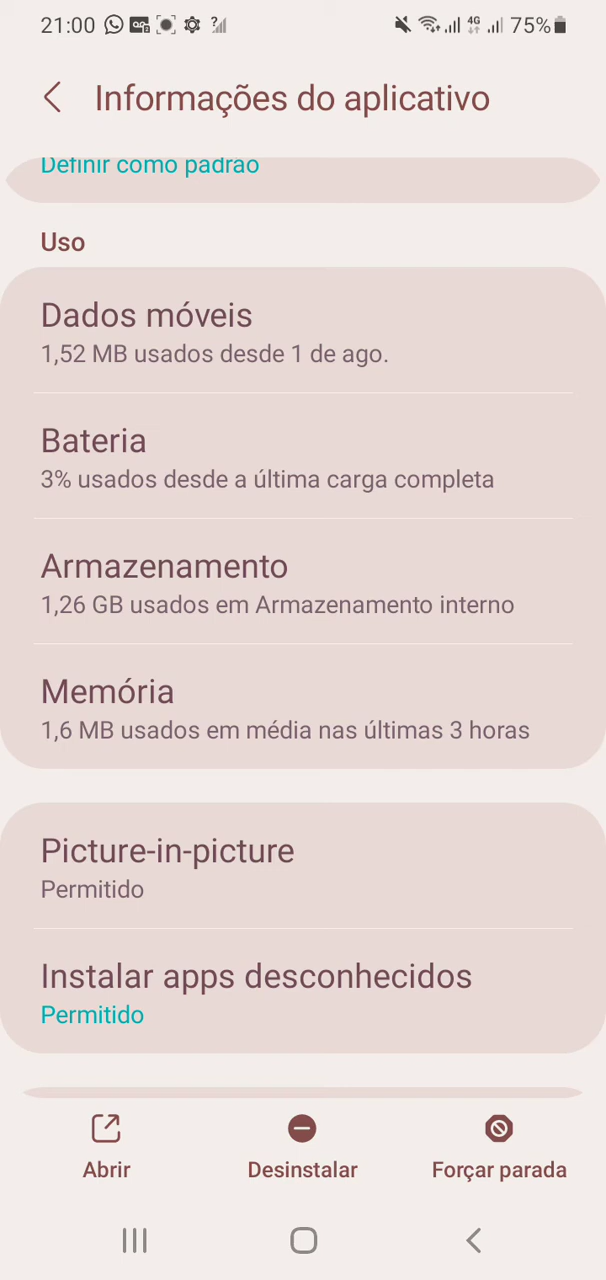 21:00 4G 75%
Informações do aplicativo
Definir como padrão
Uso
Dados móveis
1,52 MB usados desde 1 de ago.
Bateria
3% usados desde a última carga completa
Armazenamento
1,26 GB usados em Armazenamento interno
Memória
1,6 MB usados em média nas últimas 3 horas
Picture-in-picture
Permitido
Instalar apps desconhecidos
Permitido
Abrir Desinstalar Forçar parada